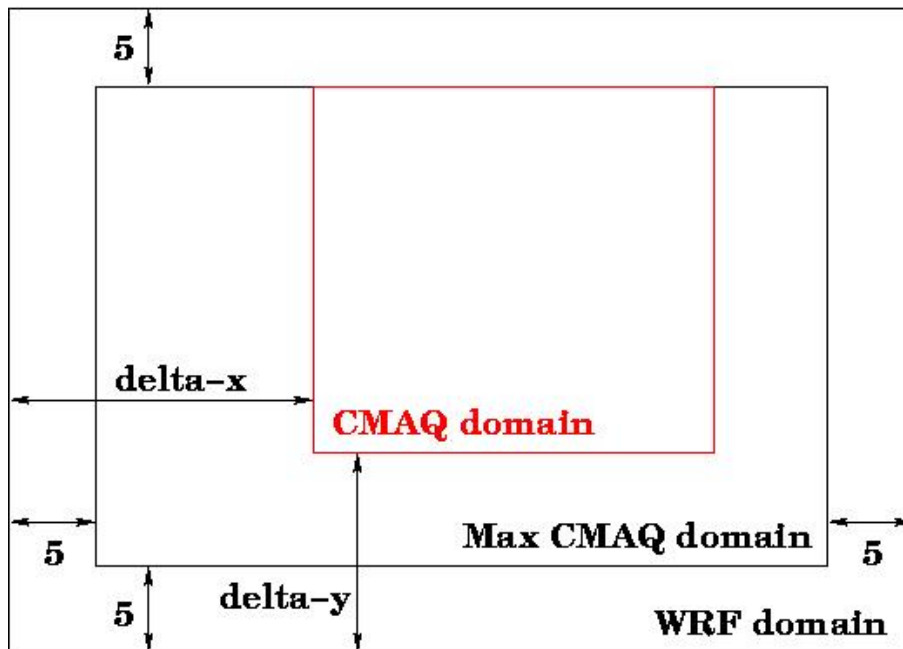 5
delta-x
CMAQ domain
Max CMAQ domain
5
5
delta-y
5
WRF domain